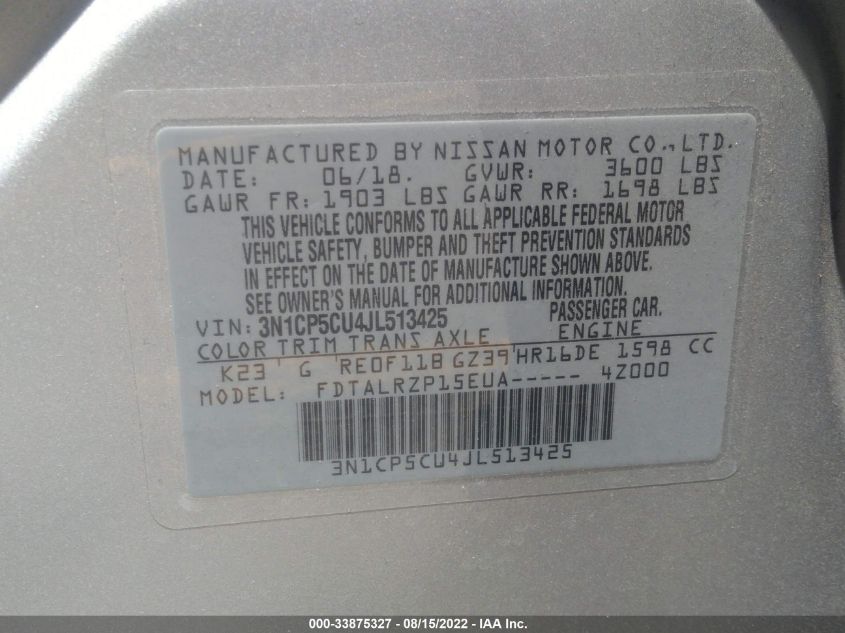 MANUFACTURED BY NISSAN MOTOR CO., LTD.
DATE: 06/18. GVWR: 3600 LBS
GAWR FR: 1903 LBS GAWR RR: 1698 LBS
THIS VEHICLE CONFORMS TO ALL APPLICABLE FEDERAL MOTOR
VEHICLE SAFETY, BUMPER AND THEFT PREVENTION STANDARDS
IN EFFECT ON THE DATE OF MANUFACTURE SHOWN ABOVE.
SEE OWNER'S MANUAL FOR ADDITIONAL INFORMATION.
VIN: 3N1CP5CU4JL513425 PASSENGER CAR.
COLOR TRIM TRANS AXLE ENGINE
K23 G RE0F11B GZ39 HR16DE 1598 CC
MODEL: FDTALRZP15EUA----- 4Z000
3N1CP5CU4JL513425
000-33875327 - 08/15/2022 - IAA Inc.